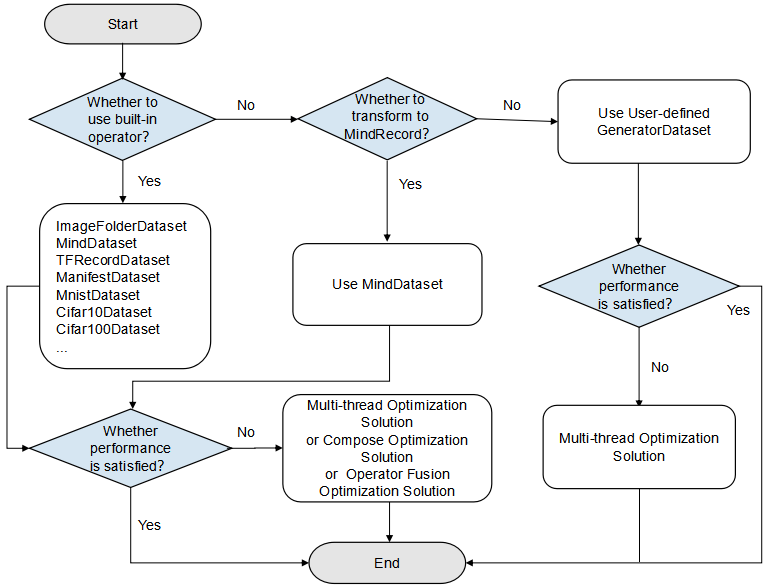 Start
Whether to
use built-in
operator?
No
Whether to
transform to
MindRecord?
No
Use User-defined
GeneratorDataset
Yes
Yes
ImageFolderDataset
MindDataset
TFRecordDataset
ManifestDataset
MnistDataset
Cifar10Dataset
Cifar100Dataset
...
Use MindDataset
Whether
performance
is satisfied?
Yes
No
Whether
performance
is satisfied?
No
Multi-thread Optimization
Solution
or Compose Optimization
Solution
or Operator Fusion
Optimization Solution
Multi-thread Optimization
Solution
Yes
End